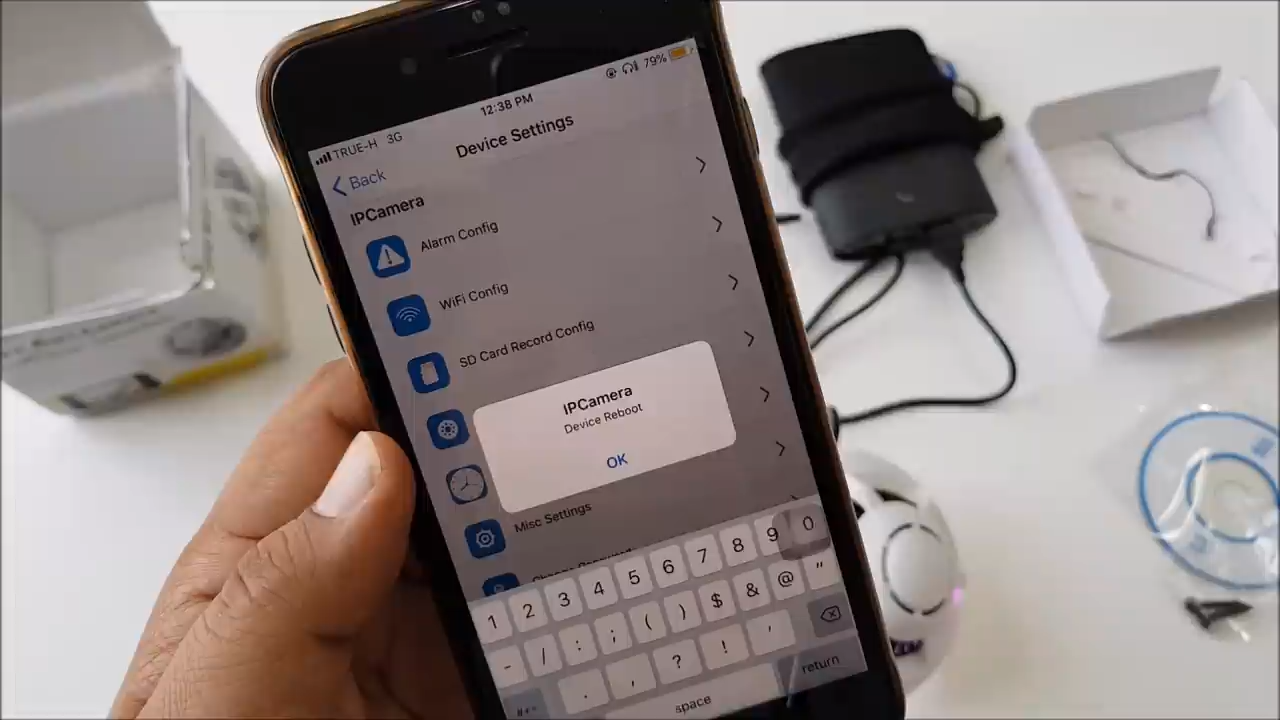 TRUE-H 3G 12:38 PM 79%
Device Settings
Back
IPCamera
Alarm Config
WiFi Config
SD Card Record Config
IPCamera
Device Reboot
OK
Misc Settings
1 2 3 4 5 6 7 8 9 0
- / : ; ( ) $ & @ "
. , ? ! '
#+=
space
return